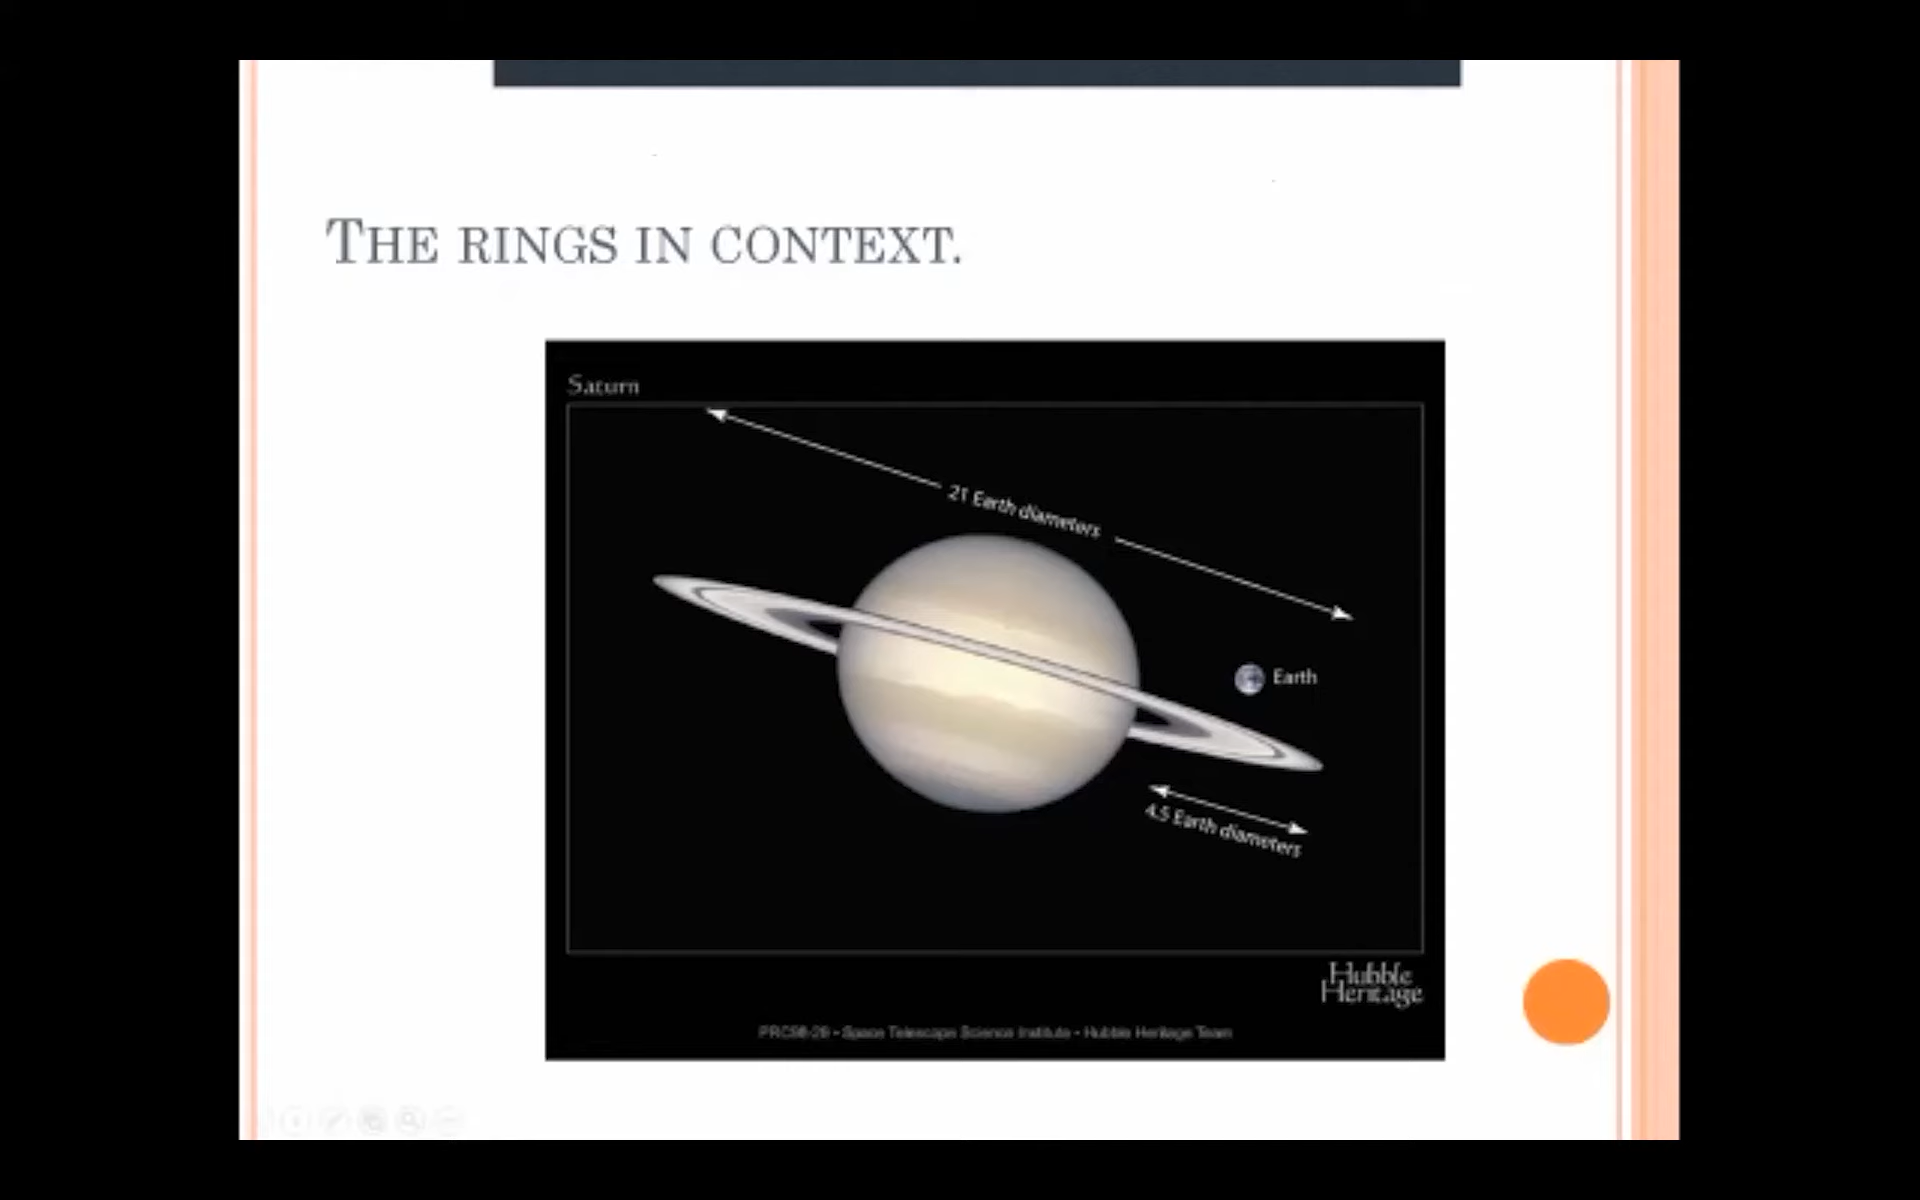 THE RINGS IN CONTEXT.
Saturn
21 Earth diameters
Earth
4.5 Earth diameters
Hubble
Heritage
PRC98-29 • Space Telescope Science Institute • Hubble Heritage Team